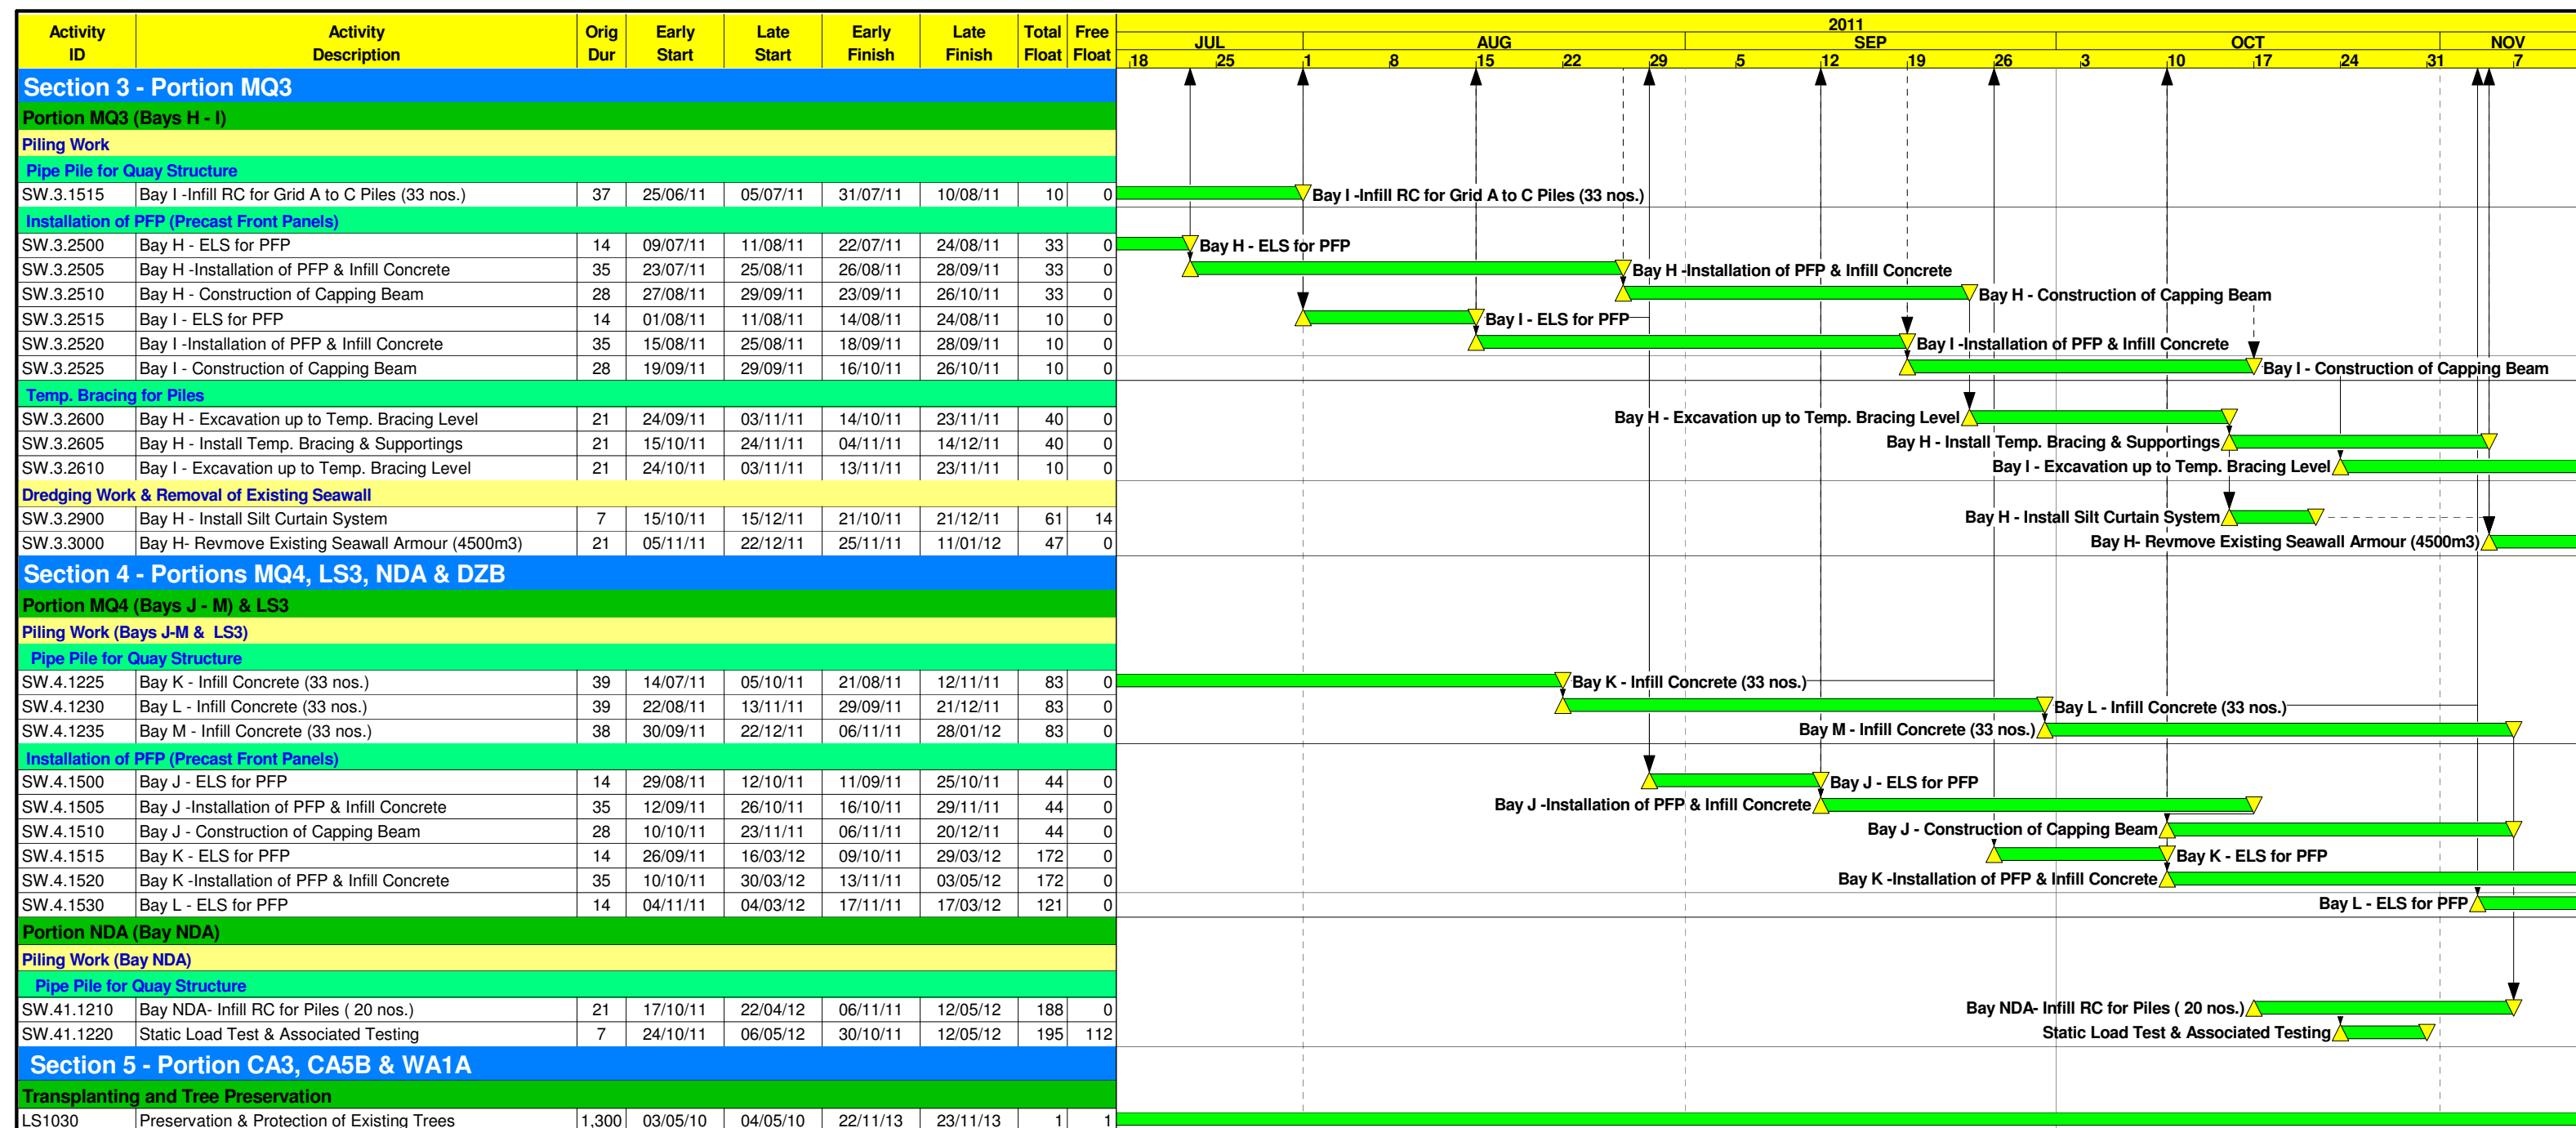 Activity ID Activity Description Orig Dur Early Start Late Start Early Finish Late Finish Total Float Free Float
2011
JUL AUG SEP OCT NOV
18 25 1 8 15 22 29 5 12 19 26 3 10 17 24 31 7
Section 3 - Portion MQ3
Portion MQ3 (Bays H - I)
Piling Work
Pipe Pile for Quay Structure
SW.3.1515 Bay I -Infill RC for Grid A to C Piles (33 nos.) 37 25/06/11 05/07/11 31/07/11 10/08/11 10 0 Bay I -Infill RC for Grid A to C Piles (33 nos.)
Installation of PFP (Precast Front Panels)
SW.3.2500 Bay H - ELS for PFP 14 09/07/11 11/08/11 22/07/11 24/08/11 33 0 Bay H - ELS for PFP
SW.3.2505 Bay H -Installation of PFP & Infill Concrete 35 23/07/11 25/08/11 26/08/11 28/09/11 33 0 Bay H -Installation of PFP & Infill Concrete
SW.3.2510 Bay H - Construction of Capping Beam 28 27/08/11 29/09/11 23/09/11 26/10/11 33 0 Bay H - Construction of Capping Beam
SW.3.2515 Bay I - ELS for PFP 14 01/08/11 11/08/11 14/08/11 24/08/11 10 0 Bay I - ELS for PFP
SW.3.2520 Bay I -Installation of PFP & Infill Concrete 35 15/08/11 25/08/11 18/09/11 28/09/11 10 0 Bay I -Installation of PFP & Infill Concrete
SW.3.2525 Bay I - Construction of Capping Beam 28 19/09/11 29/09/11 16/10/11 26/10/11 10 0 Bay I - Construction of Capping Beam
Temp. Bracing for Piles
SW.3.2600 Bay H - Excavation up to Temp. Bracing Level 21 24/09/11 03/11/11 14/10/11 23/11/11 40 0 Bay H - Excavation up to Temp. Bracing Level
SW.3.2605 Bay H - Install Temp. Bracing & Supportings 21 15/10/11 24/11/11 04/11/11 14/12/11 40 0 Bay H - Install Temp. Bracing & Supportings
SW.3.2610 Bay I - Excavation up to Temp. Bracing Level 21 24/10/11 03/11/11 13/11/11 23/11/11 10 0 Bay I - Excavation up to Temp. Bracing Level
Dredging Work & Removal of Existing Seawall
SW.3.2900 Bay H - Install Silt Curtain System 7 15/10/11 15/12/11 21/10/11 21/12/11 61 14 Bay H - Install Silt Curtain System
SW.3.3000 Bay H- Revmove Existing Seawall Armour (4500m3) 21 05/11/11 22/12/11 25/11/11 11/01/12 47 0 Bay H- Revmove Existing Seawall Armour (4500m3)
Section 4 - Portions MQ4, LS3, NDA & DZB
Portion MQ4 (Bays J - M) & LS3
Piling Work (Bays J-M & LS3)
Pipe Pile for Quay Structure
SW.4.1225 Bay K - Infill Concrete (33 nos.) 39 14/07/11 05/10/11 21/08/11 12/11/11 83 0 Bay K - Infill Concrete (33 nos.)
SW.4.1230 Bay L - Infill Concrete (33 nos.) 39 22/08/11 13/11/11 29/09/11 21/12/11 83 0 Bay L - Infill Concrete (33 nos.)
SW.4.1235 Bay M - Infill Concrete (33 nos.) 38 30/09/11 22/12/11 06/11/11 28/01/12 83 0 Bay M - Infill Concrete (33 nos.)
Installation of PFP (Precast Front Panels)
SW.4.1500 Bay J - ELS for PFP 14 29/08/11 12/10/11 11/09/11 25/10/11 44 0 Bay J - ELS for PFP
SW.4.1505 Bay J -Installation of PFP & Infill Concrete 35 12/09/11 26/10/11 16/10/11 29/11/11 44 0 Bay J -Installation of PFP & Infill Concrete
SW.4.1510 Bay J - Construction of Capping Beam 28 10/10/11 23/11/11 06/11/11 20/12/11 44 0 Bay J - Construction of Capping Beam
SW.4.1515 Bay K - ELS for PFP 14 26/09/11 16/03/12 09/10/11 29/03/12 172 0 Bay K - ELS for PFP
SW.4.1520 Bay K -Installation of PFP & Infill Concrete 35 10/10/11 30/03/12 13/11/11 03/05/12 172 0 Bay K -Installation of PFP & Infill Concrete
SW.4.1530 Bay L - ELS for PFP 14 04/11/11 04/03/12 17/11/11 17/03/12 121 0 Bay L - ELS for PFP
Portion NDA (Bay NDA)
Piling Work (Bay NDA)
Pipe Pile for Quay Structure
SW.41.1210 Bay NDA- Infill RC for Piles ( 20 nos.) 21 17/10/11 22/04/12 06/11/11 12/05/12 188 0 Bay NDA- Infill RC for Piles ( 20 nos.)
SW.41.1220 Static Load Test & Associated Testing 7 24/10/11 06/05/12 30/10/11 12/05/12 195 112 Static Load Test & Associated Testing
Section 5 - Portion CA3, CA5B & WA1A
Transplanting and Tree Preservation
LS1030 Preservation & Protection of Existing Trees 1,300 03/05/10 04/05/10 22/11/13 23/11/13 1 1